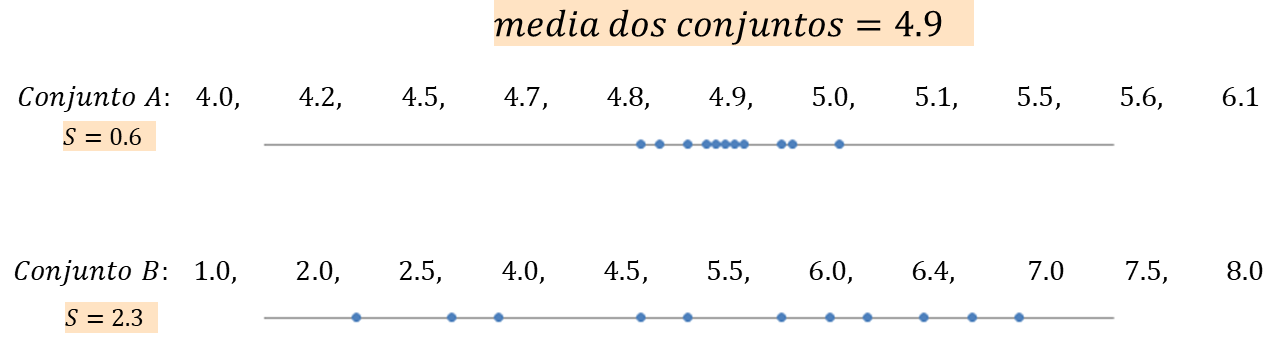 media dos conjuntos = 4.9
Conjunto A: 4.0, 4.2, 4.5, 4.7, 4.8, 4.9, 5.0, 5.1, 5.5, 5.6, 6.1
S = 0.6
Conjunto B: 1.0, 2.0, 2.5, 4.0, 4.5, 5.5, 6.0, 6.4, 7.0 7.5, 8.0
S = 2.3